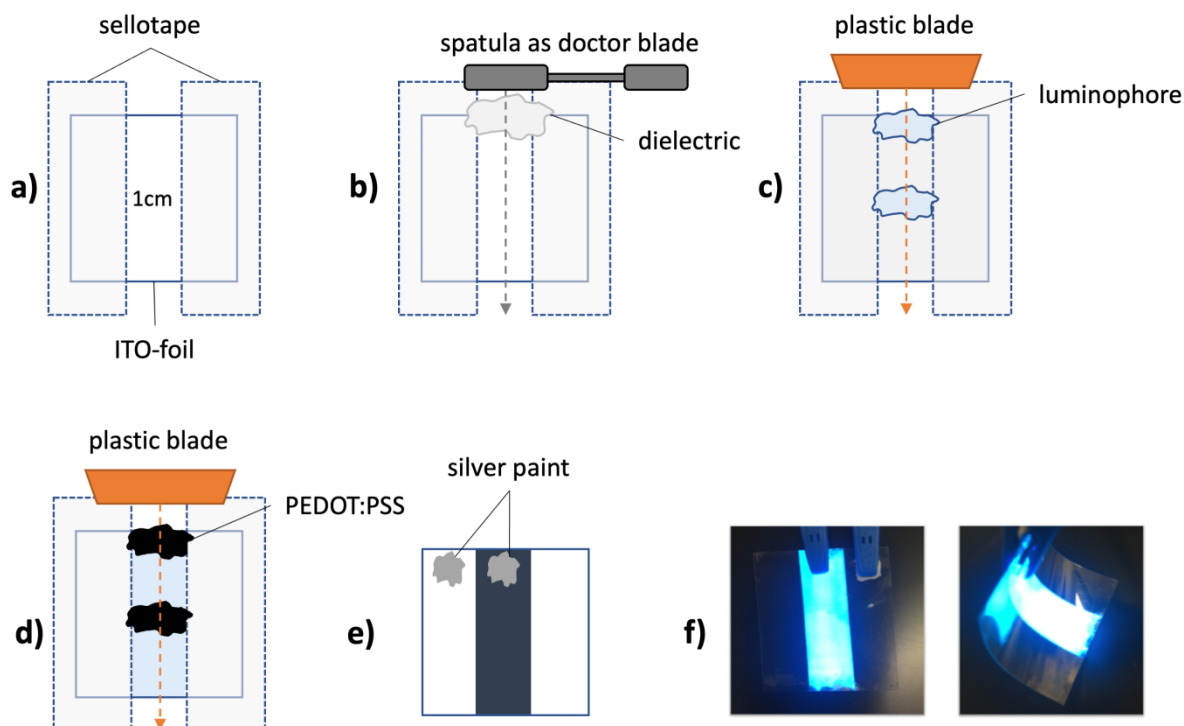 sellotape
a)
1cm
ITO-foil
spatula as doctor blade
dielectric
b)
plastic blade
luminophore
c)
plastic blade
PEDOT:PSS
d)
silver paint
e)
f)